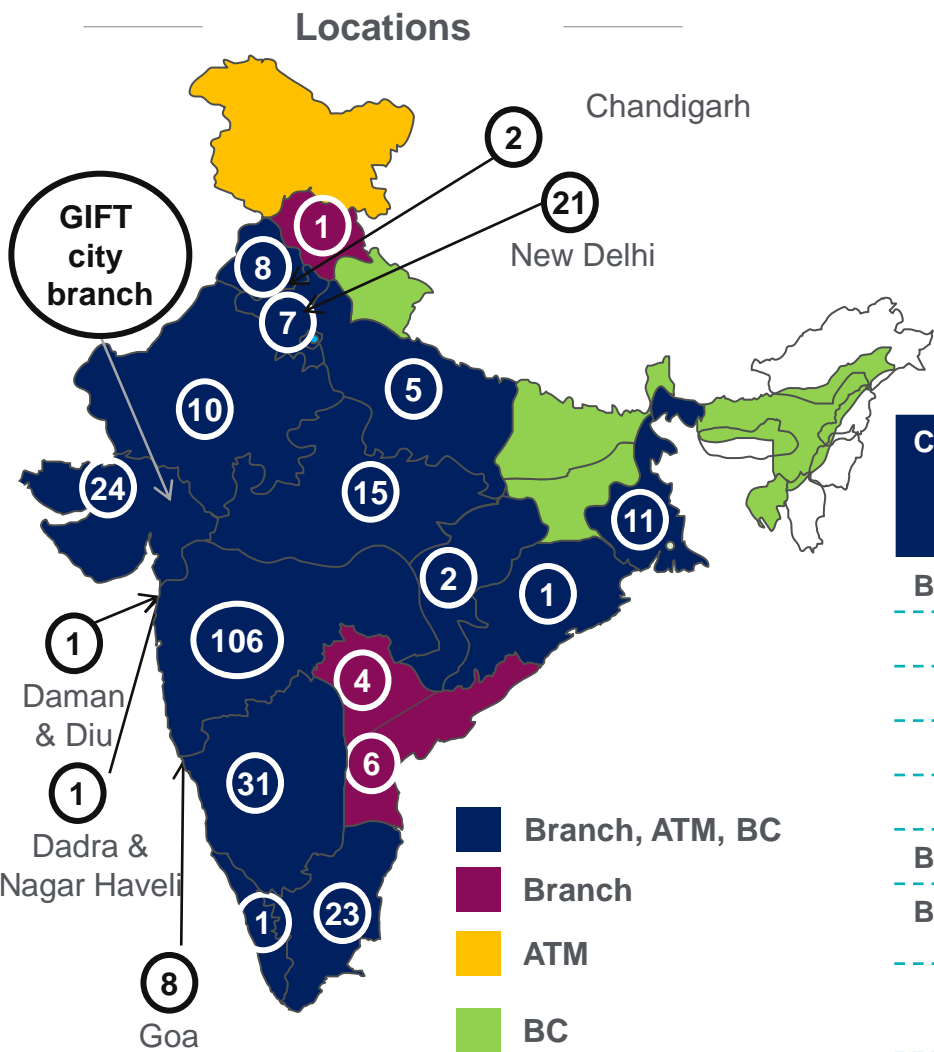 Locations
Chandigarh
2
21
New Delhi
GIFT
city
branch
1
8
7
5
10
24
15
11
2
1
106
1
Daman
& Diu
4
6
31
1
Dadra &
Nagar Haveli
1
23
8
Goa
Branch, ATM, BC
Branch
ATM
BC
C
B
B
B